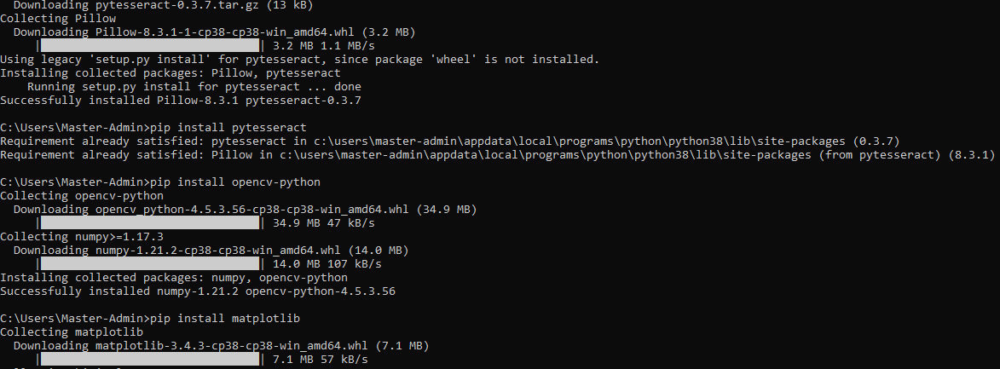 Downloading pytesseract-0.3.7.tar.gz (13 kB)
Collecting Pillow
Downloading Pillow-8.3.1-1-cp38-cp38-win_amd64.whl (3.2 MB)
|████████████████████████████████| 3.2 MB 1.1 MB/s
Using legacy 'setup.py install' for pytesseract, since package 'wheel' is not installed.
Installing collected packages: Pillow, pytesseract
Running setup.py install for pytesseract ... done
Successfully installed Pillow-8.3.1 pytesseract-0.3.7
C:\Users\Master-Admin>pip install pytesseract
Requirement already satisfied: pytesseract in c:\users\master-admin\appdata\local\programs\python\python38\lib\site-packages (0.3.7)
Requirement already satisfied: Pillow in c:\users\master-admin\appdata\local\programs\python\python38\lib\site-packages (from pytesseract) (8.3.1)
C:\Users\Master-Admin>pip install opencv-python
Collecting opencv-python
Downloading opencv_python-4.5.3.56-cp38-cp38-win_amd64.whl (34.9 MB)
|████████████████████████████████| 34.9 MB 47 kB/s
Collecting numpy>=1.17.3
Downloading numpy-1.21.2-cp38-cp38-win_amd64.whl (14.0 MB)
|████████████████████████████████| 14.0 MB 107 kB/s
Installing collected packages: numpy, opencv-python
Successfully installed numpy-1.21.2 opencv-python-4.5.3.56
C:\Users\Master-Admin>pip install matplotlib
Collecting matplotlib
Downloading matplotlib-3.4.3-cp38-cp38-win_amd64.whl (7.1 MB)
|████████████████████████████████| 7.1 MB 57 kB/s